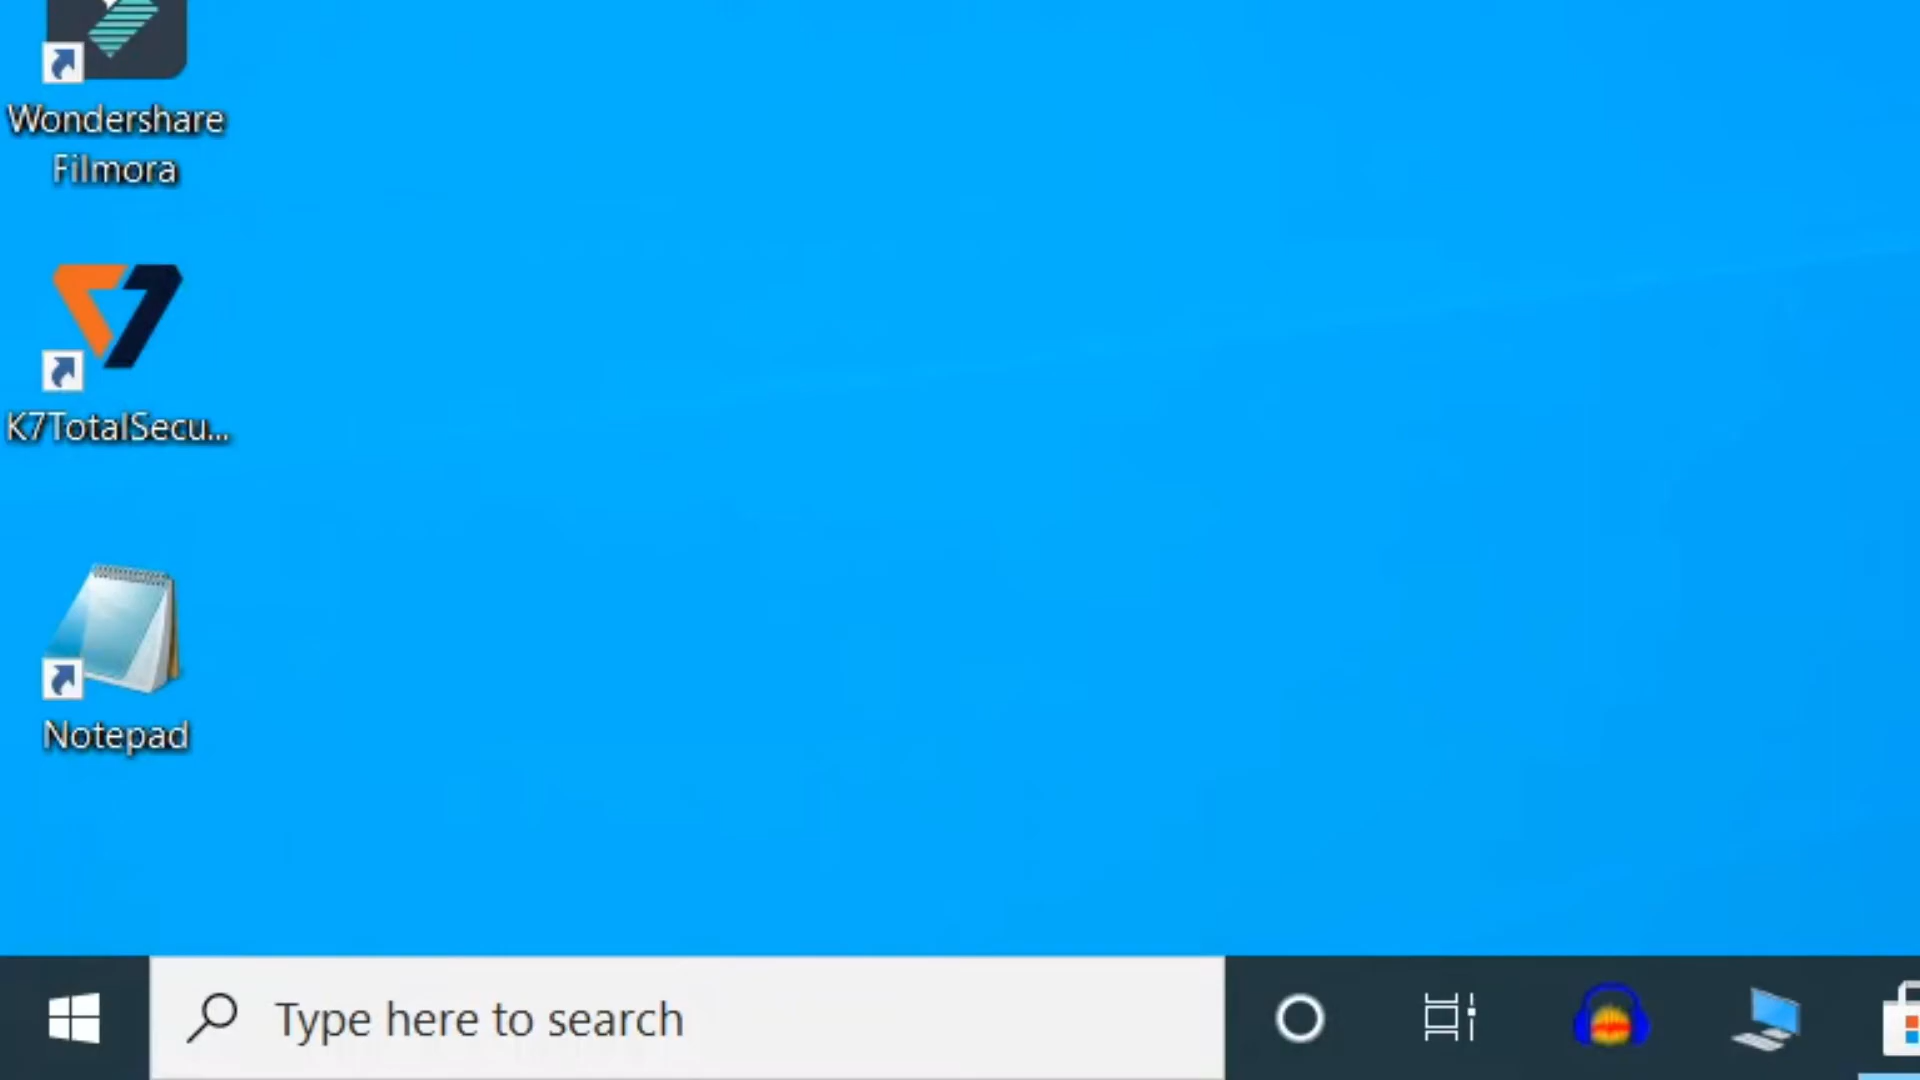 Wondershare
Filmora
K7TotalSecu...
Notepad
Type here to search